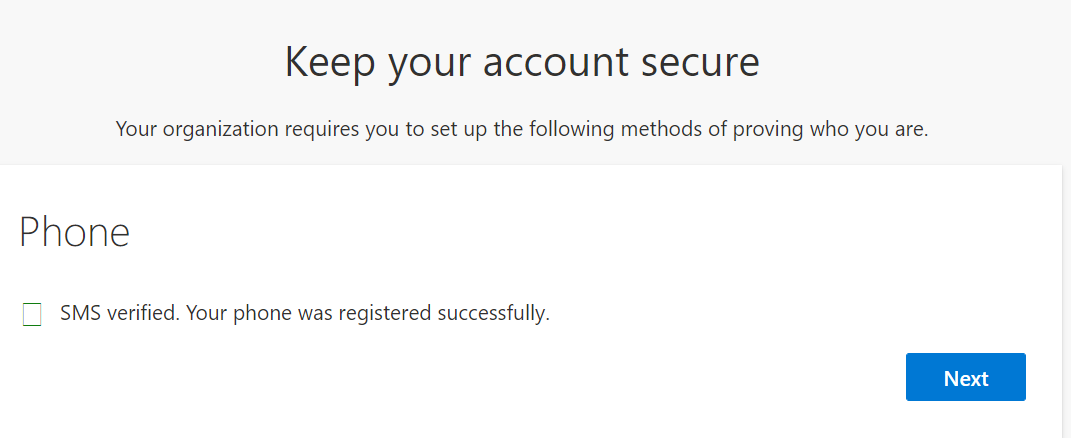 Keep your account secure
Your organization requires you to set up the following methods of proving who you are.
Phone
SMS verified. Your phone was registered successfully.
Next